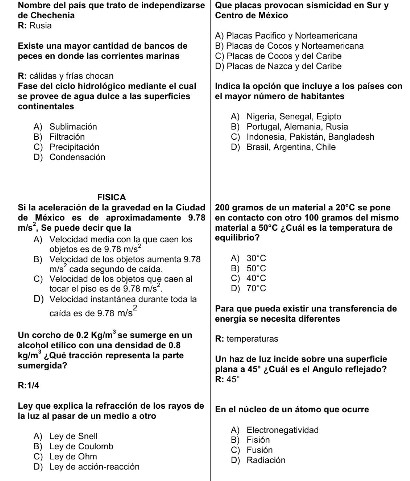 Nombre del país que trato de independizarse
de Chechenia
R: Rusia
Existe una mayor cantidad de bancos de
peces en donde las corrientes marinas
R: cálidas y frías chocan
Fase del ciclo hidrológico mediante el cual
se provee de agua dulce a las superficies
continentales
A) Sublimación
B) Filtración
C) Precipitación
D) Condensación
Que placas provocan sismicidad en Sur y
Centro de México
A) Placas Pacifico y Norteamericana
B) Placas de Cocos y Norteamericana
C) Placas de Cocos y del Caribe
D) Placas de Nazca y del Caribe
Indica la opción que incluye a los países con
el mayor número de habitantes
A) Nigeria, Senegal, Egipto
B) Portugal, Alemania, Rusia
C) Indonesia, Pakistán, Bangladesh
D) Brasil, Argentina, Chile
FISICA
Si la aceleración de la gravedad en la Ciudad
de México es de aproximadamente 9.78
m/s², Se puede decir que la
A) Velocidad media con la que caen los
objetos es de 9.78 m/s²
B) Velocidad de los objetos aumenta 9.78
m/s² cada segundo de caída.
C) Velocidad de los objetos que caen al
tocar el piso es de 9.78 m/s².
D) Velocidad instantánea durante toda la
caída es de 9.78 m/s²
Un corcho de 0.2 Kg/m³ se sumerge en un
alcohol etílico con una densidad de 0.8
kg/m³ ¿Qué tracción representa la parte
sumergida?
R:1/4
Ley que explica la refracción de los rayos de
la luz al pasar de un medio a otro
A) Ley de Snell
B) Ley de Coulomb
C) Ley de Ohm
D) Ley de acción-reacción
200 gramos de un material a 20°C se pone
en contacto con otro 100 gramos del mismo
material a 50°C ¿Cuál es la temperatura de
equilibrio?
A) 30°C
B) 50°C
C) 40°C
D) 70°C
Para que pueda existir una transferencia de
energía se necesita diferentes
R: temperaturas
Un haz de luz incide sobre una superficie
plana a 45° ¿Cuál es el Angulo reflejado?
R: 45°
En el núcleo de un átomo que ocurre
A) Electronegatividad
B) Fisión
C) Fusión
D) Radiación